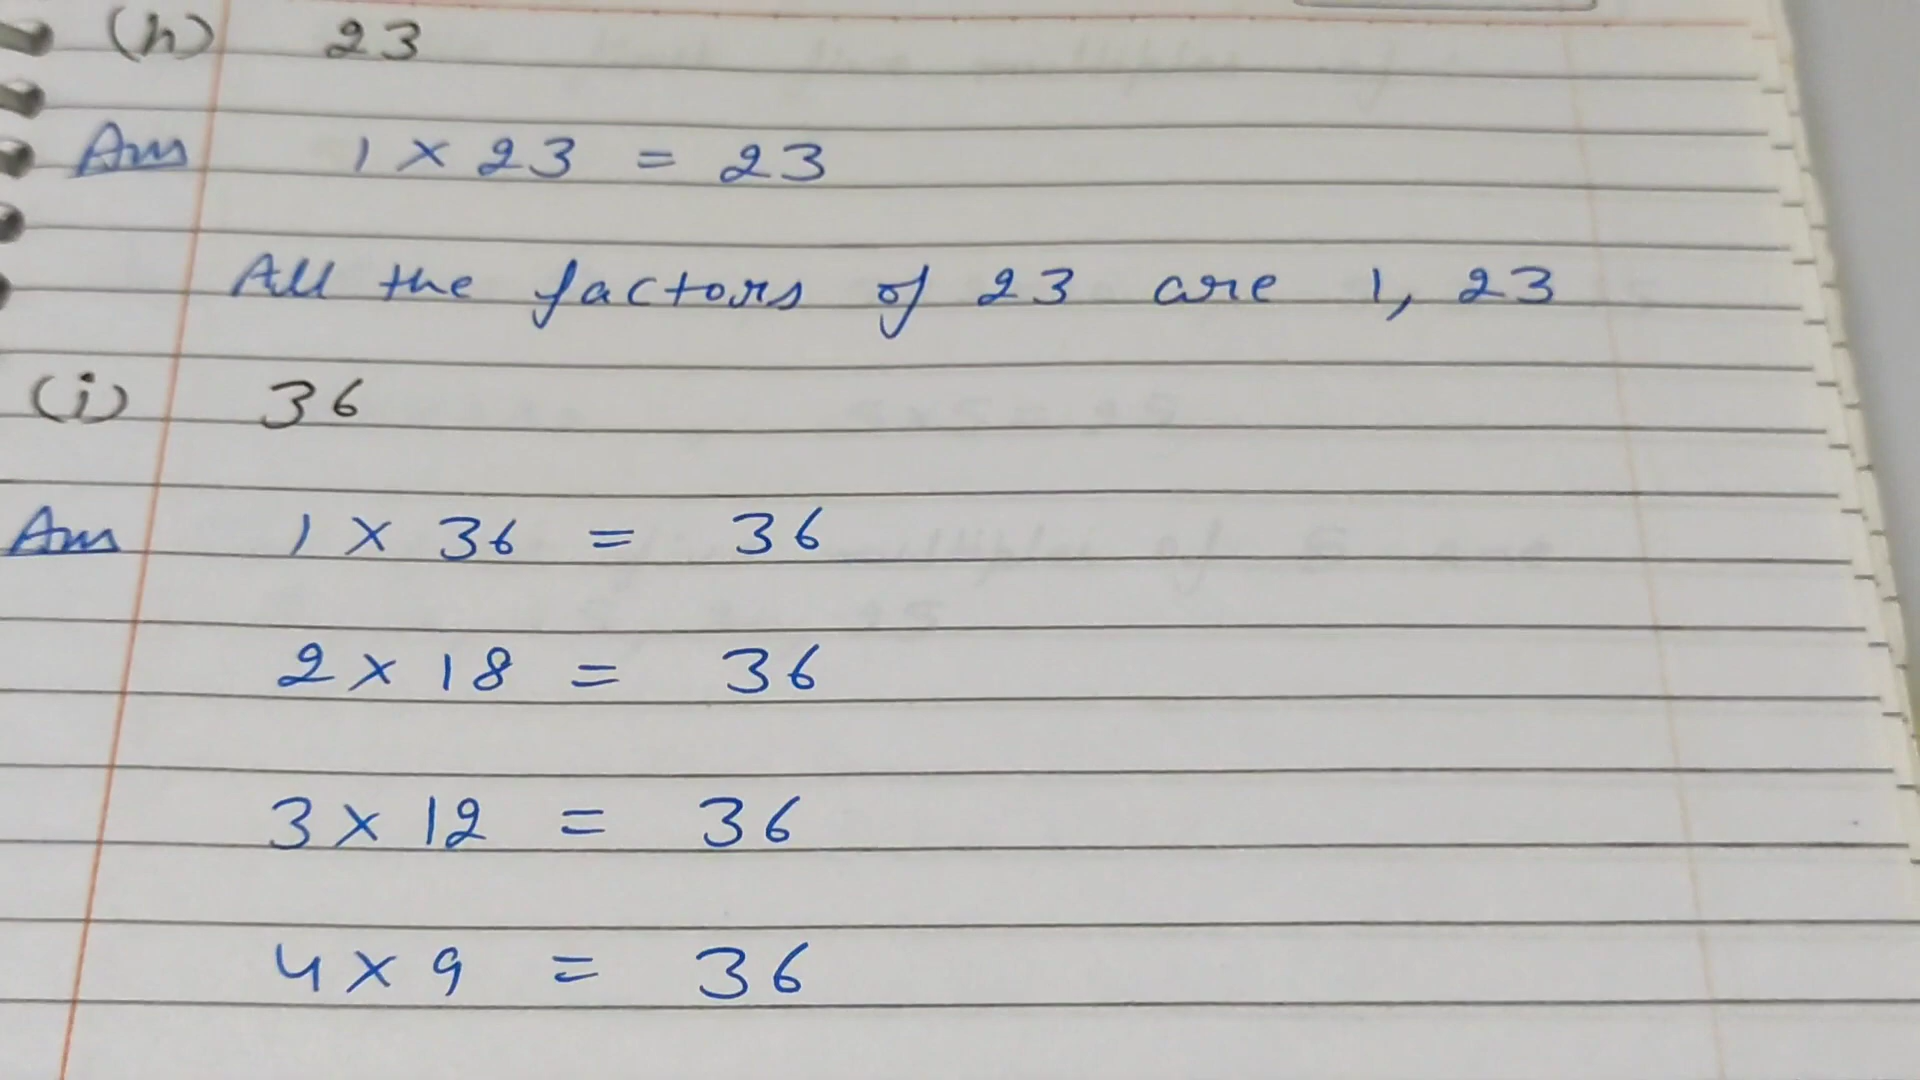 (h) 23
Ans 1 × 23 = 23
All the factors of 23 are 1, 23
(i) 36
Ans 1 × 36 = 36
2 × 18 = 36
3 × 12 = 36
4 × 9 = 36